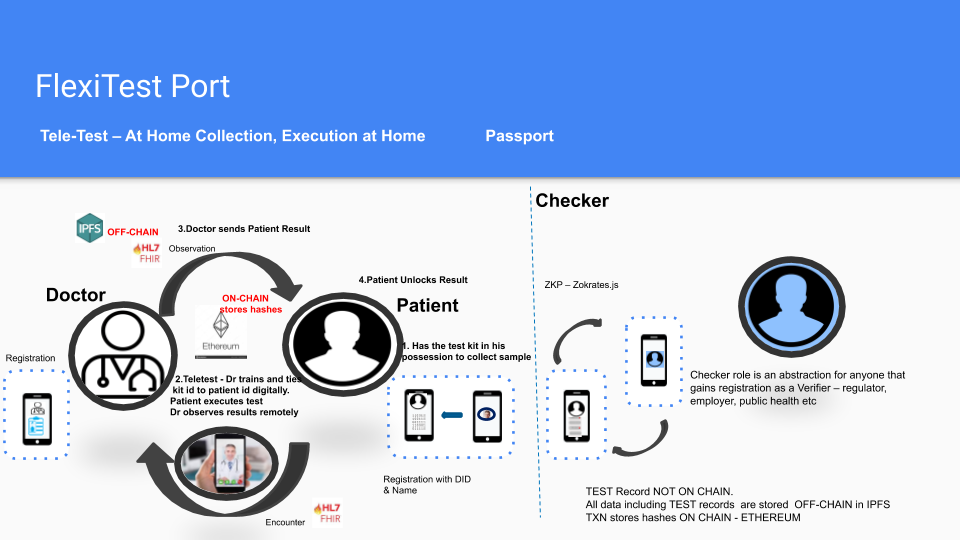 FlexiTest Port
Tele-Test – At Home Collection, Execution at Home
Passport
Checker
IPFS
OFF-CHAIN
3.Doctor sends Patient Result
HL7
FHIR
Observation
4.Patient Unlocks Result
ZKP – Zokrates.js
Doctor
ON-CHAIN
stores hashes
Patient
Ethereum
1. Has the test kit in his
possession to collect sample
Registration
2.Teletest - Dr trains and ties
kit id to patient id digitally.
Patient executes test
Dr observes results remotely
Checker role is an abstraction for anyone that
gains registration as a Verifier – regulator,
employer, public health etc
Registration with DID
& Name
TEST Record NOT ON CHAIN.
All data including TEST records are stored OFF-CHAIN in IPFS
TXN stores hashes ON CHAIN - ETHEREUM
Encounter
HL7
FHIR